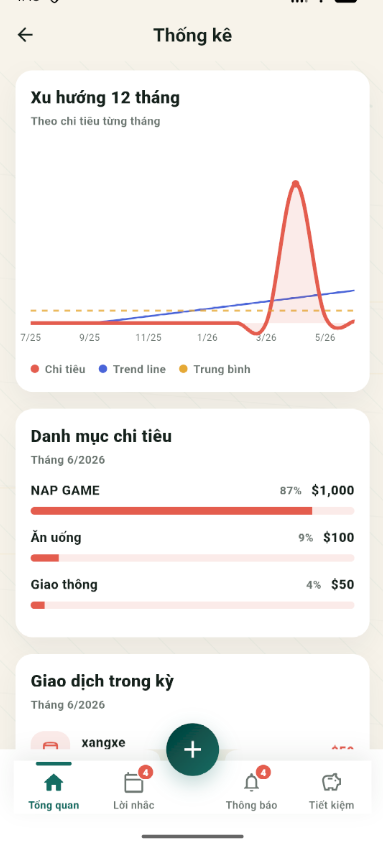 Thống kê
Xu hướng 12 tháng
Theo chi tiêu từng tháng
7/25 9/25 11/25 1/26 3/26 5/26
Chi tiêu Trend line Trung bình
Danh mục chi tiêu
Tháng 6/2026
NAP GAME 87% $1,000
Ăn uống 9% $100
Giao thông 4% $50
Giao dịch trong kỳ
Tháng 6/2026
xangxe
4 4
Tổng quan Lời nhắc Thông báo Tiết kiệm